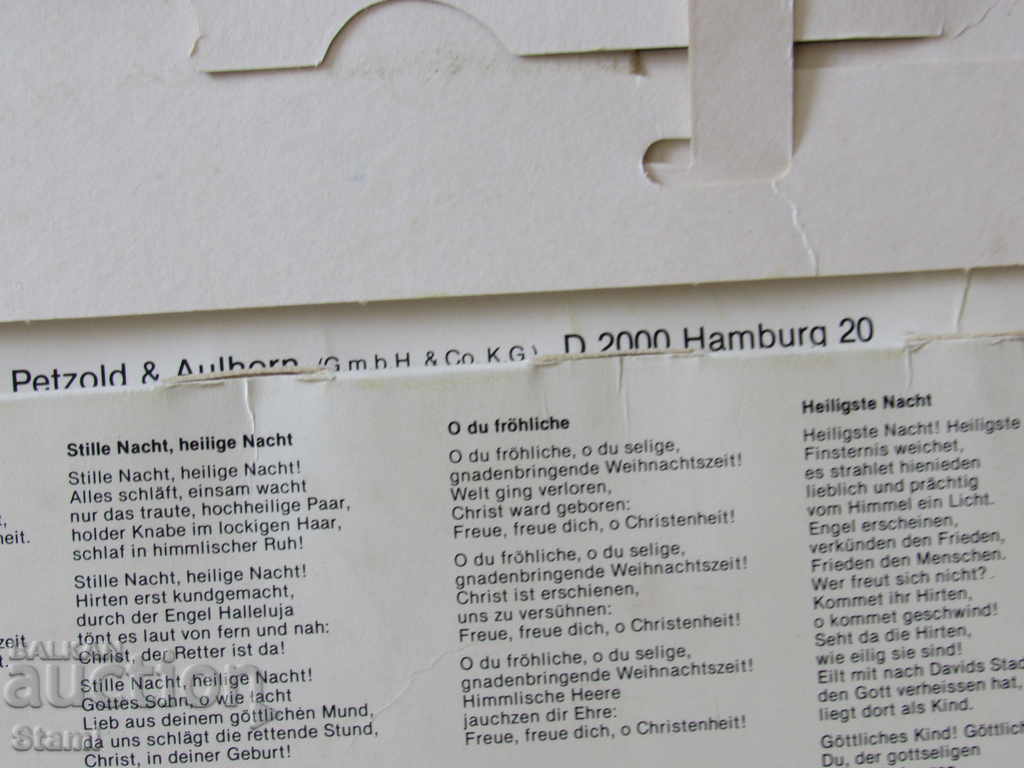 Petzold & Aulhorn (G.m.b.H. & Co. K.G.) D 2000 Hamburg 20
Stille Nacht, heilige Nacht
Stille Nacht, heilige Nacht!
Alles schläft, einsam wacht
nur das traute, hochheilige Paar,
holder Knabe im lockigen Haar,
schlaf in himmlischer Ruh!
Stille Nacht, heilige Nacht!
Hirten erst kundgemacht,
durch der Engel Halleluja
tönt es laut von fern und nah:
Christ, der Retter ist da!
Stille Nacht, heilige Nacht!
Gottes Sohn, o wie lacht
Lieb aus deinem göttlichen Mund,
da uns schlägt die rettende Stund,
Christ, in deiner Geburt!
O du fröhliche
O du fröhliche, o du selige,
gnadenbringende Weihnachtszeit!
Welt ging verloren,
Christ ward geboren:
Freue, freue dich, o Christenheit!
O du fröhliche, o du selige,
gnadenbringende Weihnachtszeit!
Christ ist erschienen,
uns zu versühnen:
Freue, freue dich, o Christenheit!
O du fröhliche, o du selige,
gnadenbringende Weihnachtszeit!
Himmlische Heere
jauchzen dir Ehre:
Freue, freue dich, o Christenheit!
Heiligste Nacht
Heiligste Nacht! Heiligste
Finsternis weichet,
es strahlet hienieden
lieblich und prächtig
vom Himmel ein Licht.
Engel erscheinen,
verkünden den Frieden,
Frieden den Menschen.
Wer freut sich nicht?
Kommet ihr Hirten,
o kommet geschwind!
Seht da die Hirten,
wie eilig sie sind!
Eilt mit nach Davids Stad
den Gott verheissen hat,
liegt dort als Kind.
Göttliches Kind! Göttlich
Du, der gottseligen
heit.
zeit
t.
BALKAN
auction
Stam